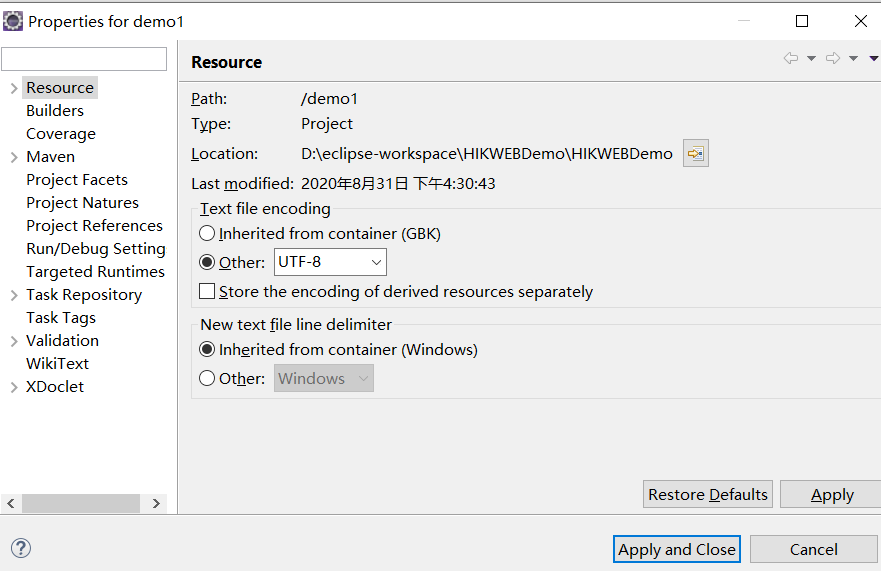 Properties for demo1
Resource
Builders
Coverage
Maven
Project Facets
Project Natures
Project References
Run/Debug Setting
Targeted Runtimes
Task Repository
Task Tags
Validation
WikiText
XDoclet
Resource
Path: /demo1
Type: Project
Location: D:\eclipse-workspace\HIKWEBDemo\HIKWEBDemo
Last modified: 2020年8月31日 下午4:30:43
Text file encoding
Inherited from container (GBK)
Other: UTF-8
Store the encoding of derived resources separately
New text file line delimiter
Inherited from container (Windows)
Other: Windows
Restore Defaults Apply
? Apply and Close Cancel